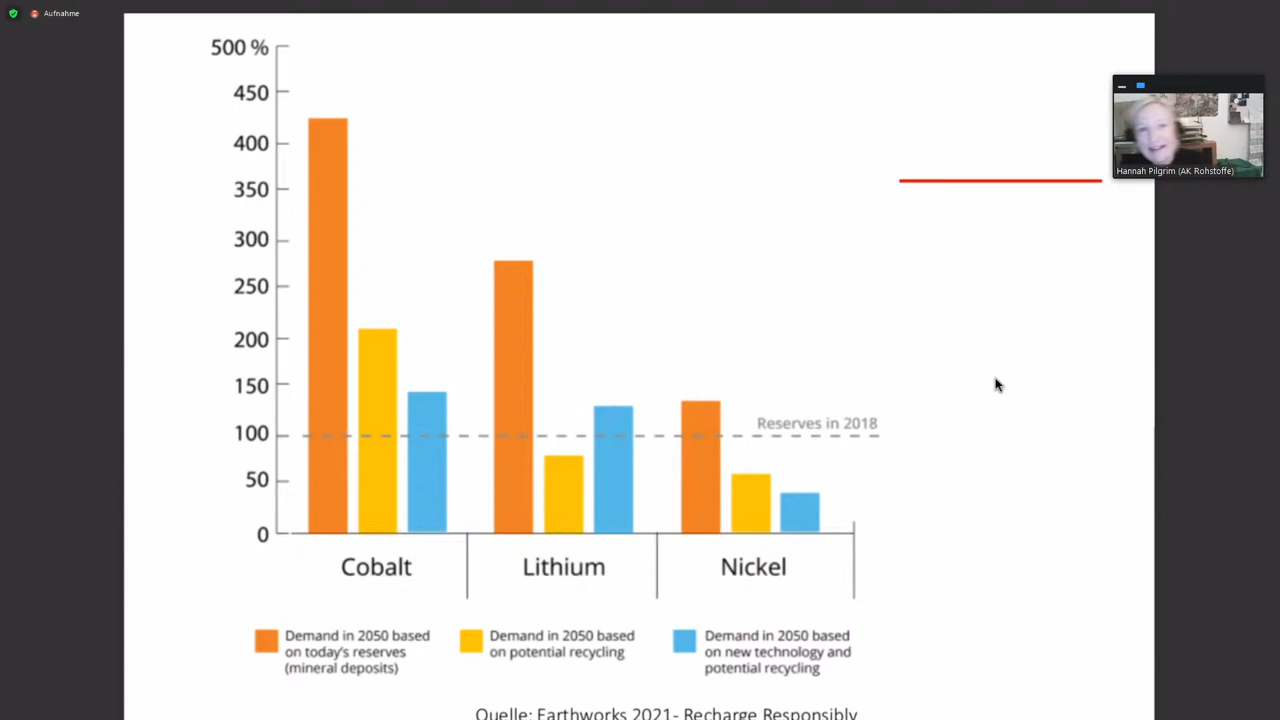 Aufnahme
500 %
450
400
350
300
250
200
150
100
50
0
Reserves in 2018
Cobalt
Lithium
Nickel
Demand in 2050 based
on today's reserves
(mineral deposits)
Demand in 2050 based
on potential recycling
Demand in 2050 based
on new technology and
potential recycling
Quelle: Earthworks 2021- Recharge Responsibly
Hannah Pilgrim (AK Rohstoffe)